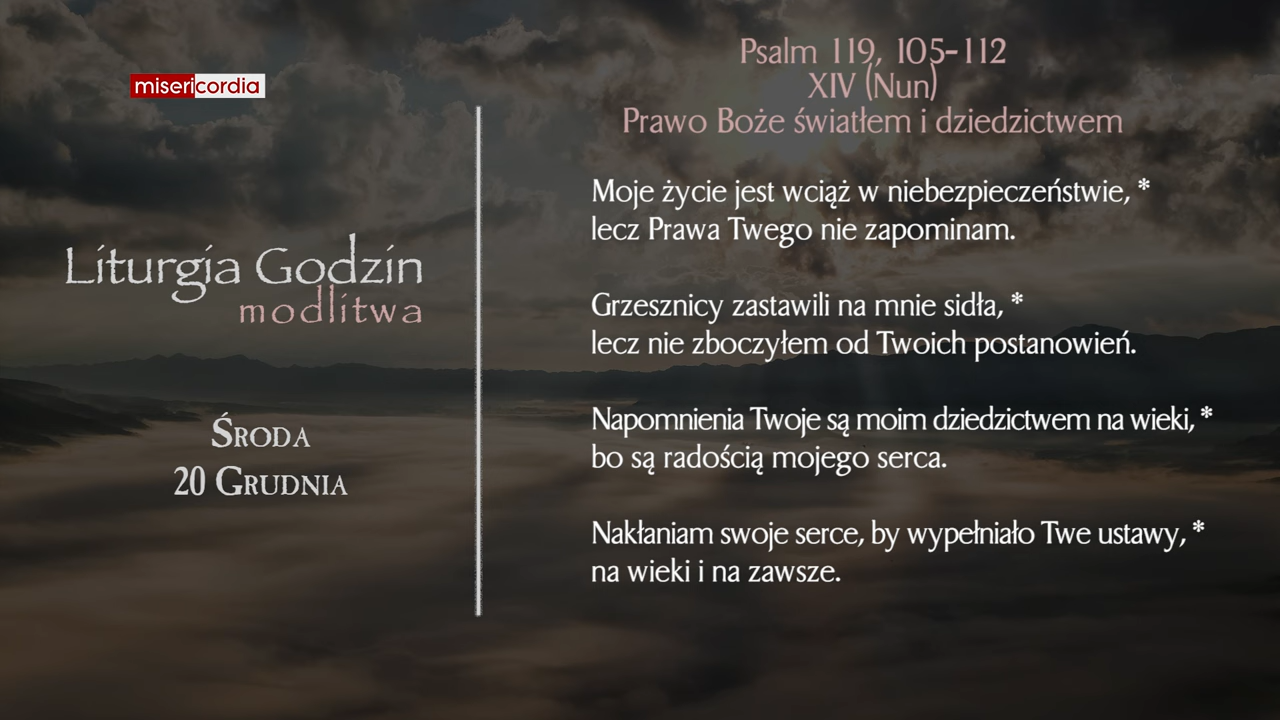 misericordia
Liturgia Godzin
modlitwa
Środa
20 Grudnia
Psalm 119, 105-112
XIV (Nun)
Prawo Boże światłem i dziedzictwem
Moje życie jest wciąż w niebezpieczeństwie, *
lecz Prawa Twego nie zapominam.
Grzesznicy zastawili na mnie sidła, *
lecz nie zboczyłem od Twoich postanowień.
Napomnienia Twoje są moim dziedzictwem na wieki, *
bo są radością mojego serca.
Nakłaniam swoje serce, by wypełniało Twe ustawy, *
na wieki i na zawsze.